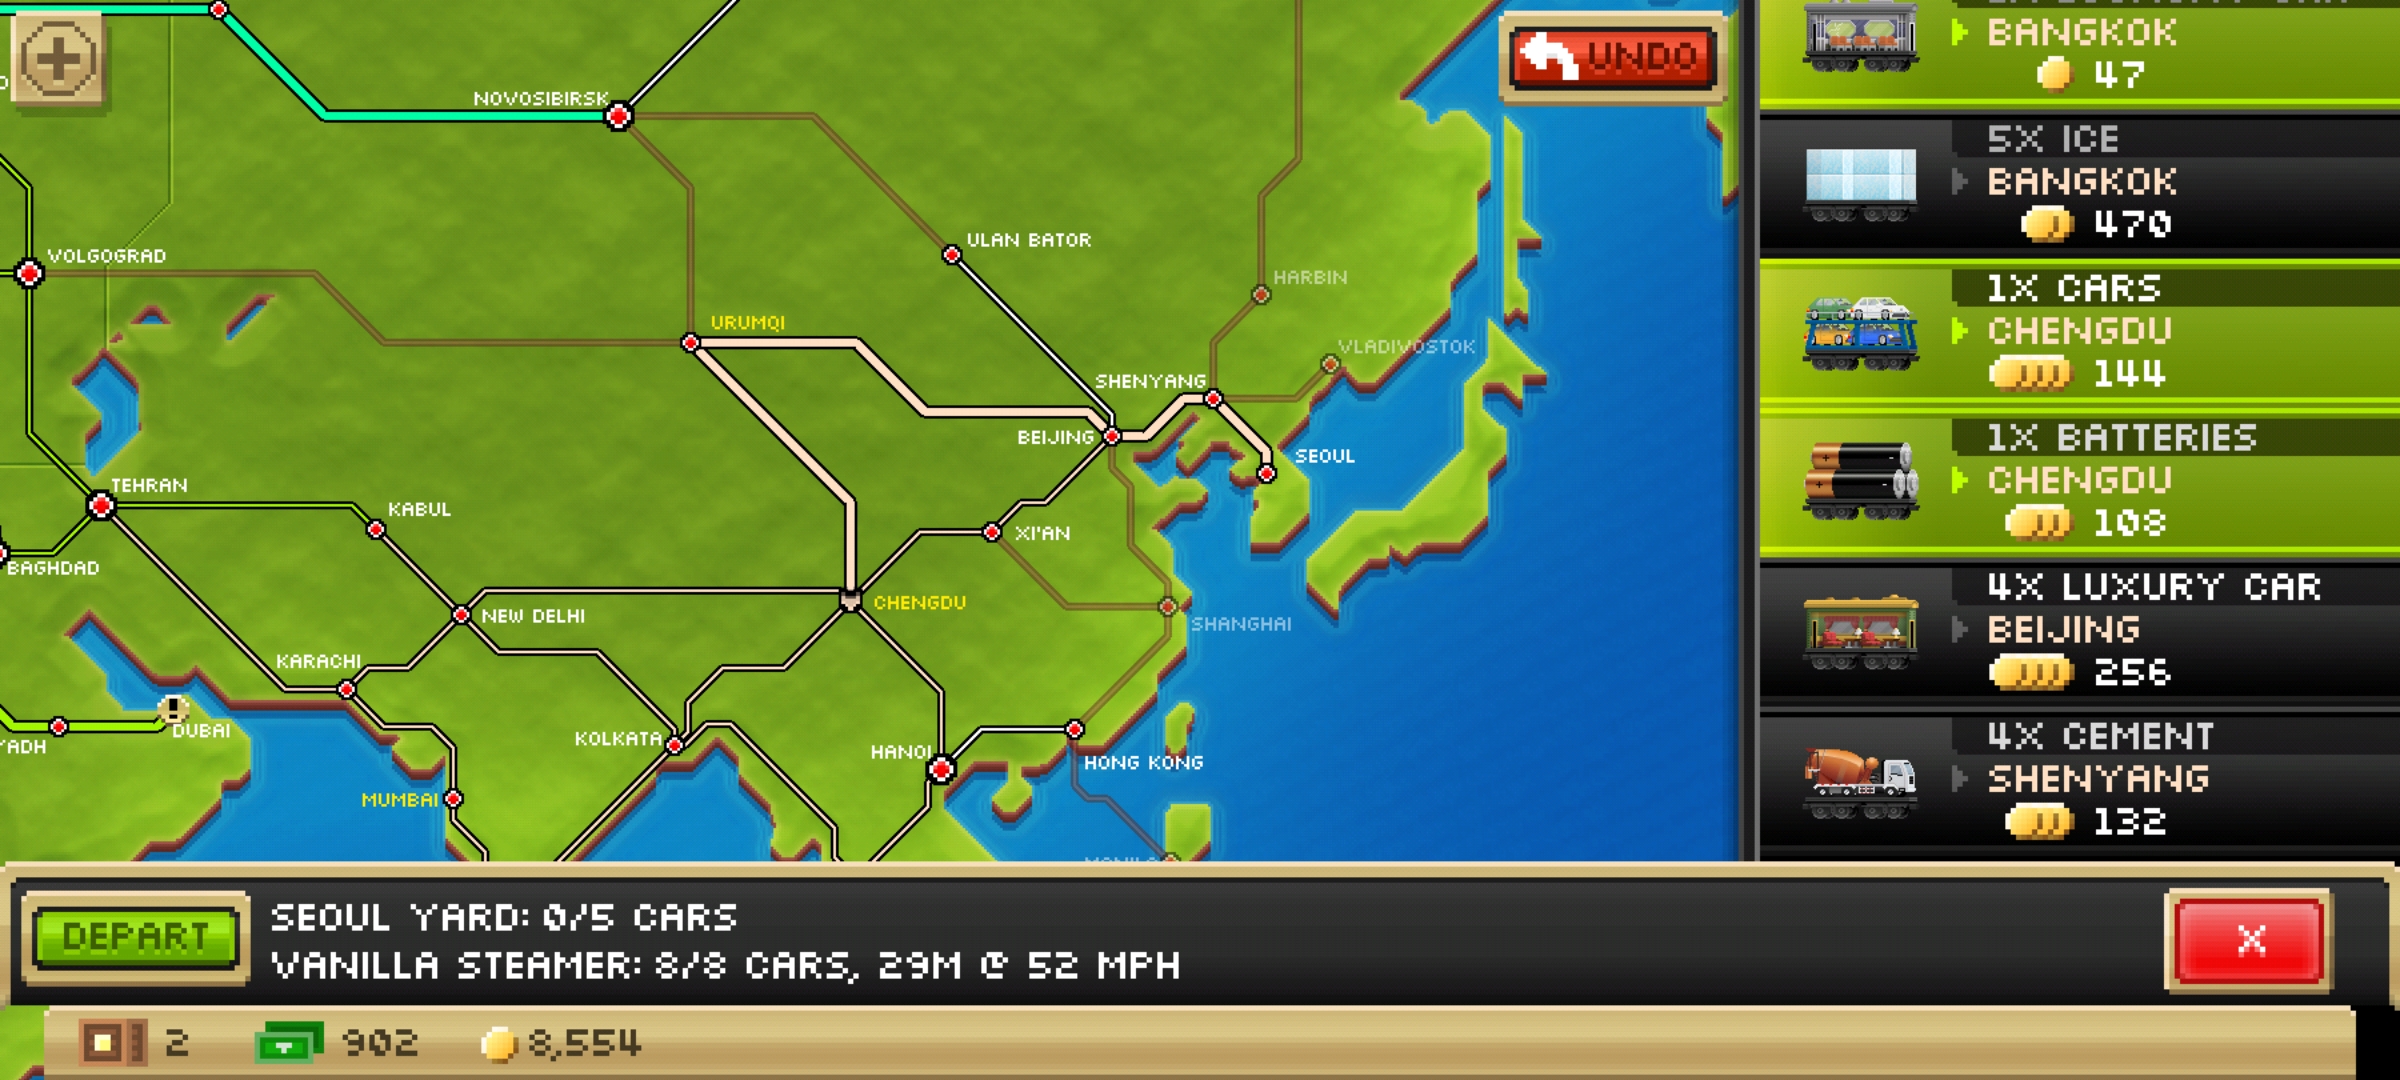 NOVOSIBIRSK
UNDO
VOLGOGRAD
ULAN BATOR
HARBIN
URUMQI
VLADIVOSTOK
SHENYANG
BEIJING
SEOUL
TEHRAN
KABUL
XI'AN
BAGHDAD
NEW DELHI
CHENGDU
SHANGHAI
KARACHI
DUBAI
KOLKATA
HANOI
HONG KONG
MUMBAI
BANGKOK
47
5X ICE
BANGKOK
470
1X CARS
CHENGDU
144
1X BATTERIES
CHENGDU
108
4X LUXURY CAR
BEIJING
256
4X CEMENT
SHENYANG
132
DEPART
SEOUL YARD: 0/5 CARS
VANILLA STEAMER: 8/8 CARS, 29M @ 52 MPH
X
2
902
8,554